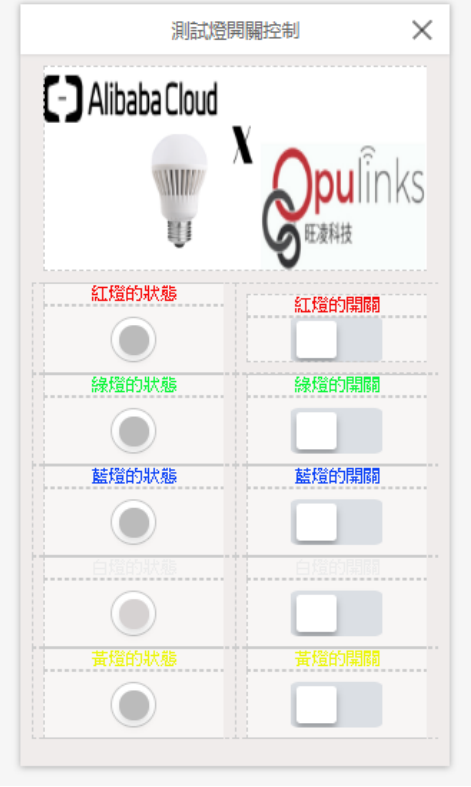 測試燈開關控制
Alibaba Cloud
X
Opulinks
旺凌科技
紅燈的狀態
紅燈的開關
綠燈的狀態
綠燈的開關
藍燈的狀態
藍燈的開關
白燈的狀態
白燈的開關
黃燈的狀態
黃燈的開關